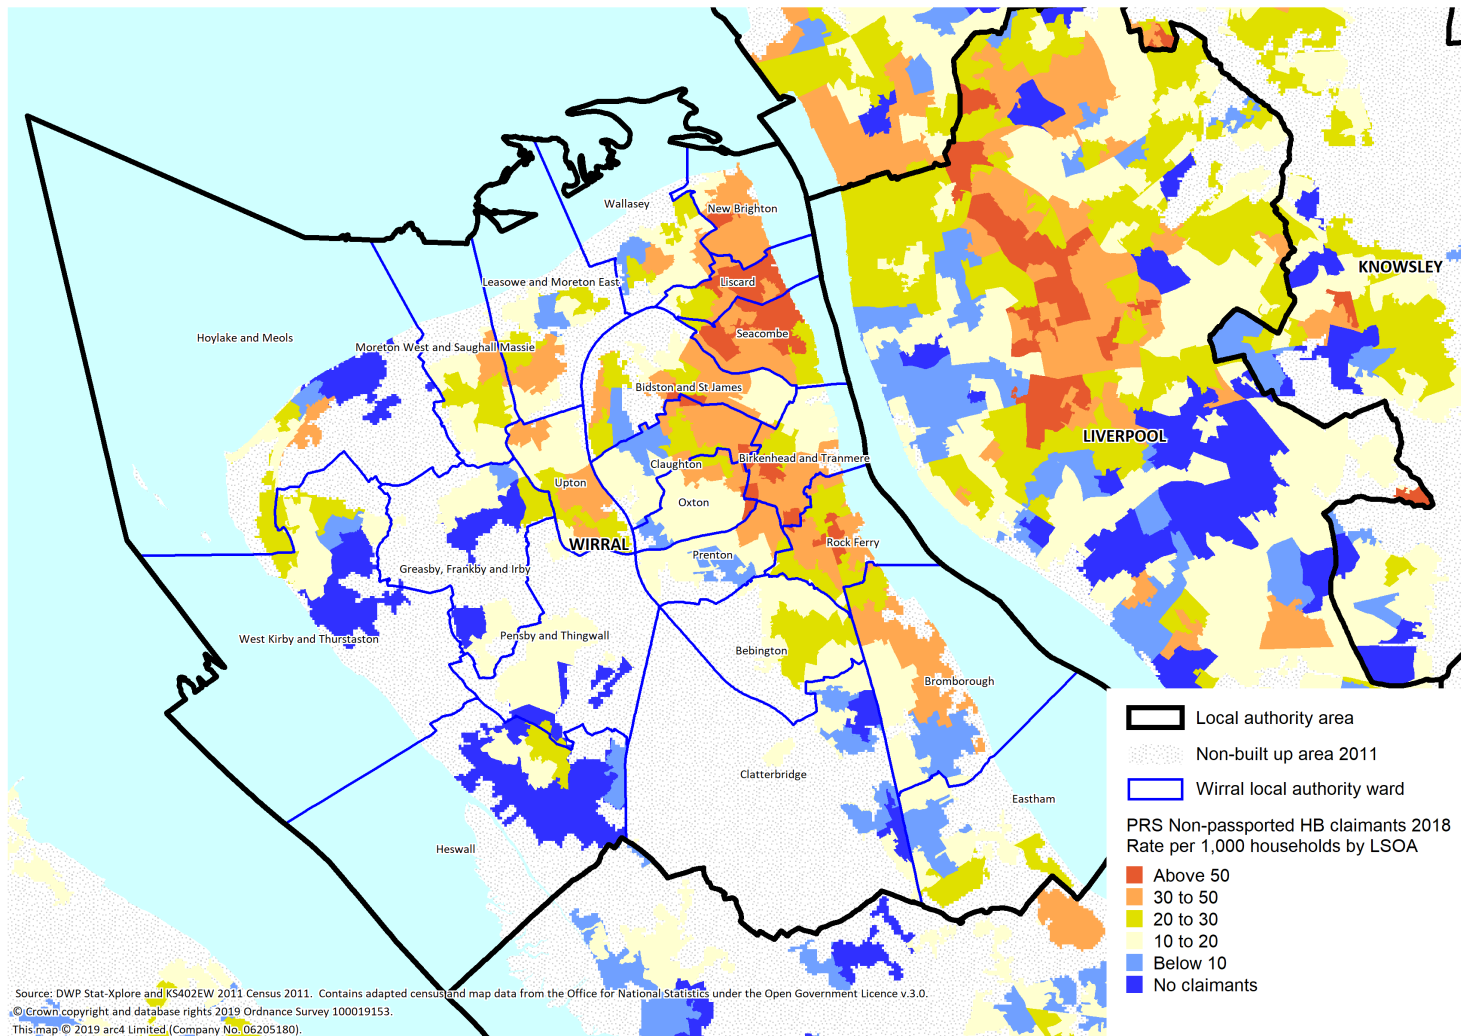 Wallasey
New Brighton
KNOWSLEY
Leasowe and Moreton East
Liscard
Hoylake and Meols
Moreton West and Saughall Massie
Seacombe
Bidston and St James
LIVERPOOL
Claughton
Birkenhead and Tranmere
Upton
Oxton
WIRRAL
Prenton
Rock Ferry
Greasby, Frankby and Irby
West Kirby and Thurstaston
Pensby and Thingwall
Bebington
Bromborough
Clatterbridge
Eastham
Heswall
Local authority area
Non-built up area 2011
Wirral local authority ward
PRS Non-passported HB claimants 2018
Rate per 1,000 households by LSOA
Above 50
30 to 50
20 to 30
10 to 20
Below 10
No claimants
Source: DWP Stat-Xplore and KS402EW 2011 Census 2011. Contains adapted census and map data from the Office for National Statistics under the Open Government Licence v.3.0.
© Crown copyright and database rights 2019 Ordnance Survey 100019153.
This map © 2019 arc4 Limited (Company No. 06205180).